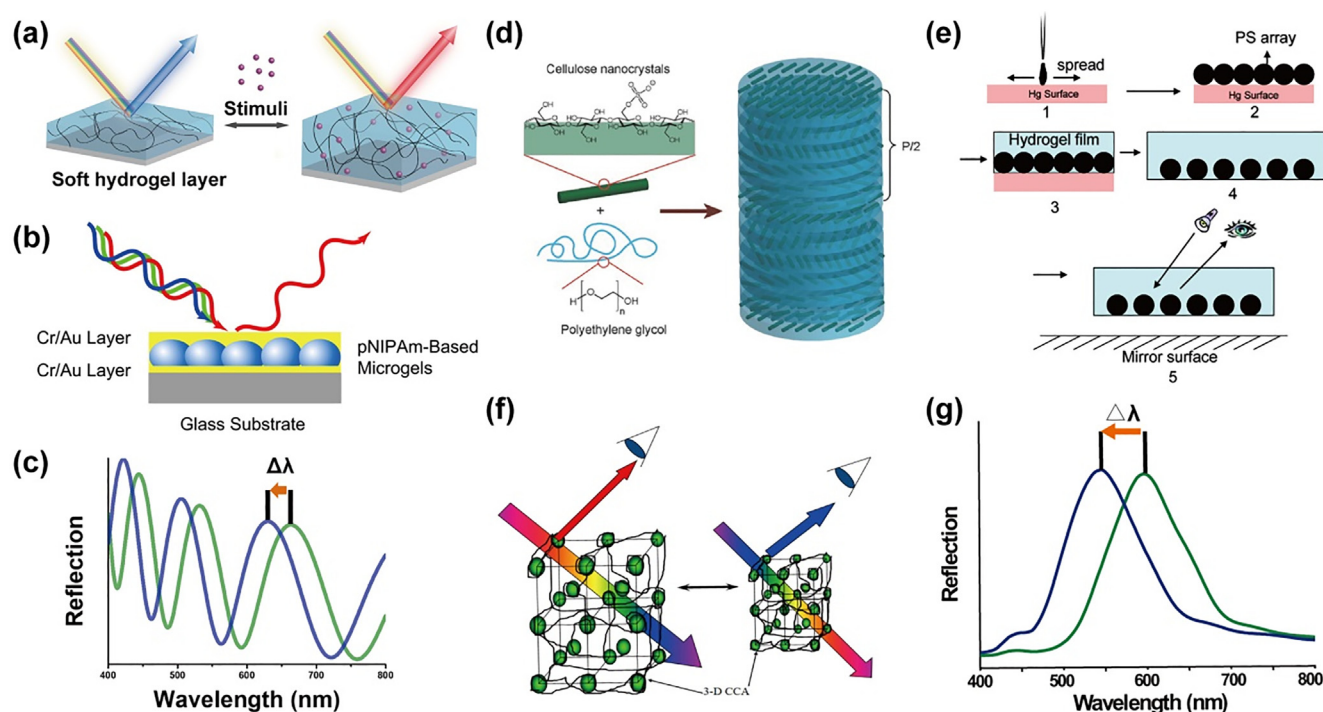 (a)
Stimuli
Soft hydrogel layer
(b)
Cr/Au Layer
Cr/Au Layer
pNIPAm-Based
Microgels
Glass Substrate
(c)
Δλ
Reflection
400
500
600
700
800
Wavelength (nm)
(d)
Cellulose nanocrystals
P/2
+
H
O
OH
n
Polyethylene glycol
(e)
spread
Hg Surface
1
PS array
Hg Surface
2
Hydrogel film
3
4
Mirror surface
5
(f)
3-D CCA
(g)
△λ
400
500
600
700
800
Wavelength (nm)
Reflection